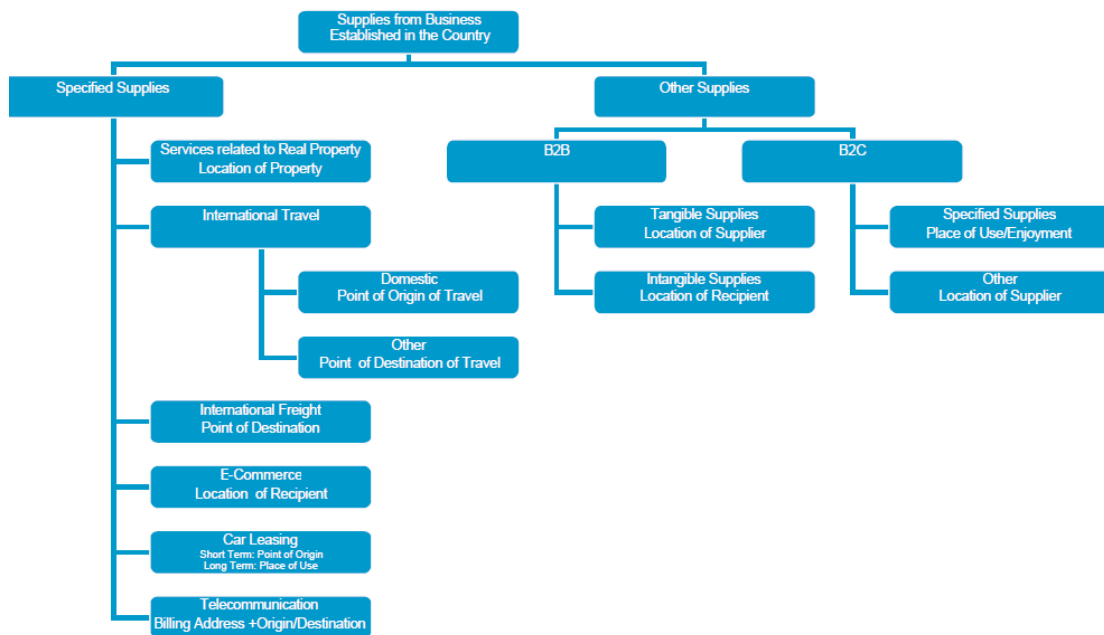 Supplies from Business
Established in the Country
Specified Supplies
Other Supplies
Services related to Real Property
Location of Property
International Travel
Domestic
Point of Origin of Travel
Other
Point of Destination of Travel
International Freight
Point of Destination
E-Commerce
Location of Recipient
Car Leasing
Short Term: Point of Origin
Long Term: Place of Use
Telecommunication
Billing Address +Origin/Destination
B2B
Tangible Supplies
Location of Supplier
Intangible Supplies
Location of Recipient
B2C
Specified Supplies
Place of Use/Enjoyment
Other
Location of Supplier